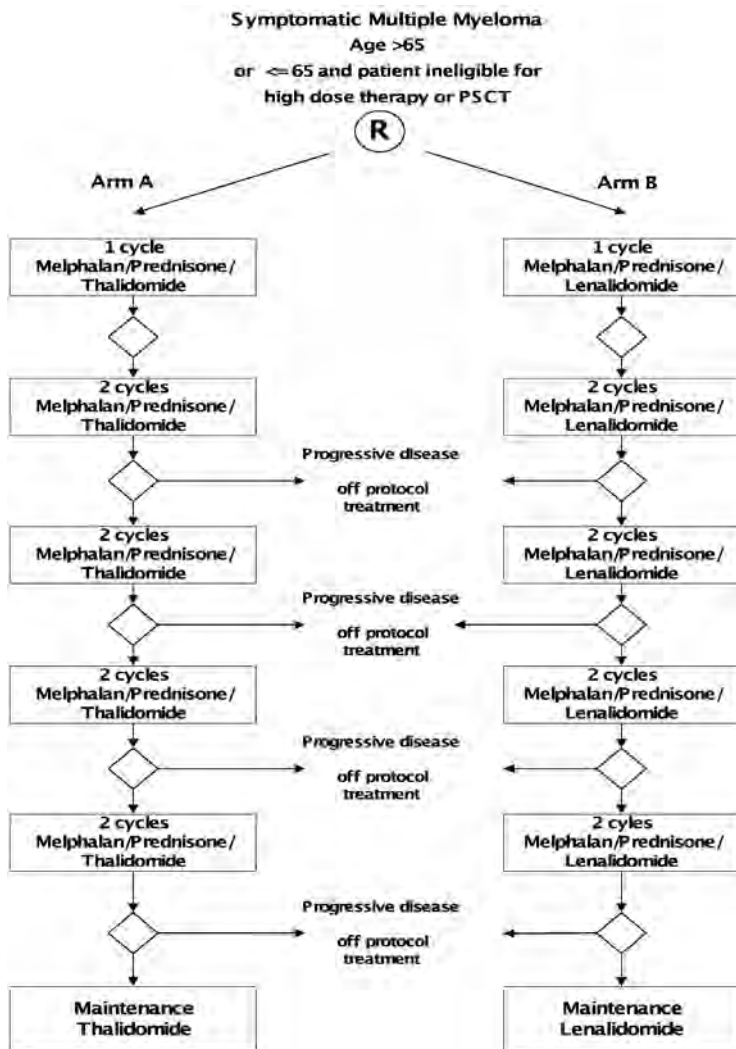 Symptomatic Multiple Myeloma
Age >65
or <=65 and patient ineligible for
high dose therapy or PSCT
R
Arm A
Arm B
1 cycle
Melphalan/Prednisone/
Thalidomide
1 cycle
Melphalan/Prednisone/
Lenalidomide
2 cycles
Melphalan/Prednisone/
Thalidomide
2 cycles
Melphalan/Prednisone/
Lenalidomide
Progressive disease
off protocol
treatment
2 cycles
Melphalan/Prednisone/
Thalidomide
2 cycles
Melphalan/Prednisone/
Lenalidomide
Progressive disease
off protocol
treatment
2 cycles
Melphalan/Prednisone/
Thalidomide
2 cycles
Melphalan/Prednisone/
Lenalidomide
Progressive disease
off protocol
treatment
2 cycles
Melphalan/Prednisone/
Thalidomide
2 cyles
Melphalan/Prednisone/
Lenalidomide
Progressive disease
off protocol
treatment
Maintenance
Thalidomide
Maintenance
Lenalidomide